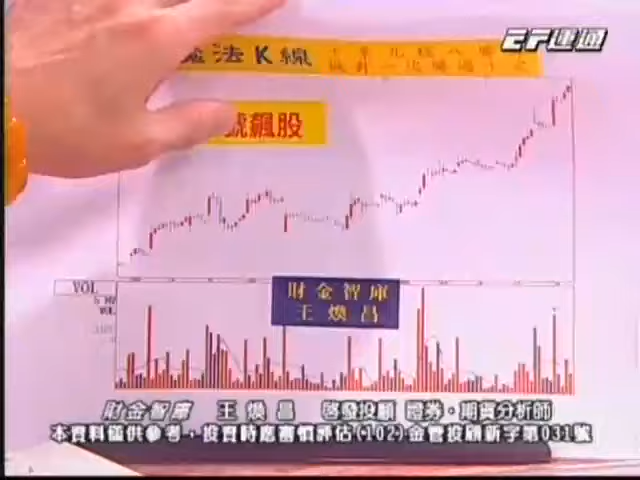 EF運通
魔法K線
號飆股
VOL
VOL
財金智庫
王煥昌
財金智庫 王煥昌 啓發投顧 證券·期貨分析師
本資料僅供參考,投資時應審慎評估(102)金管投顧新字第031號